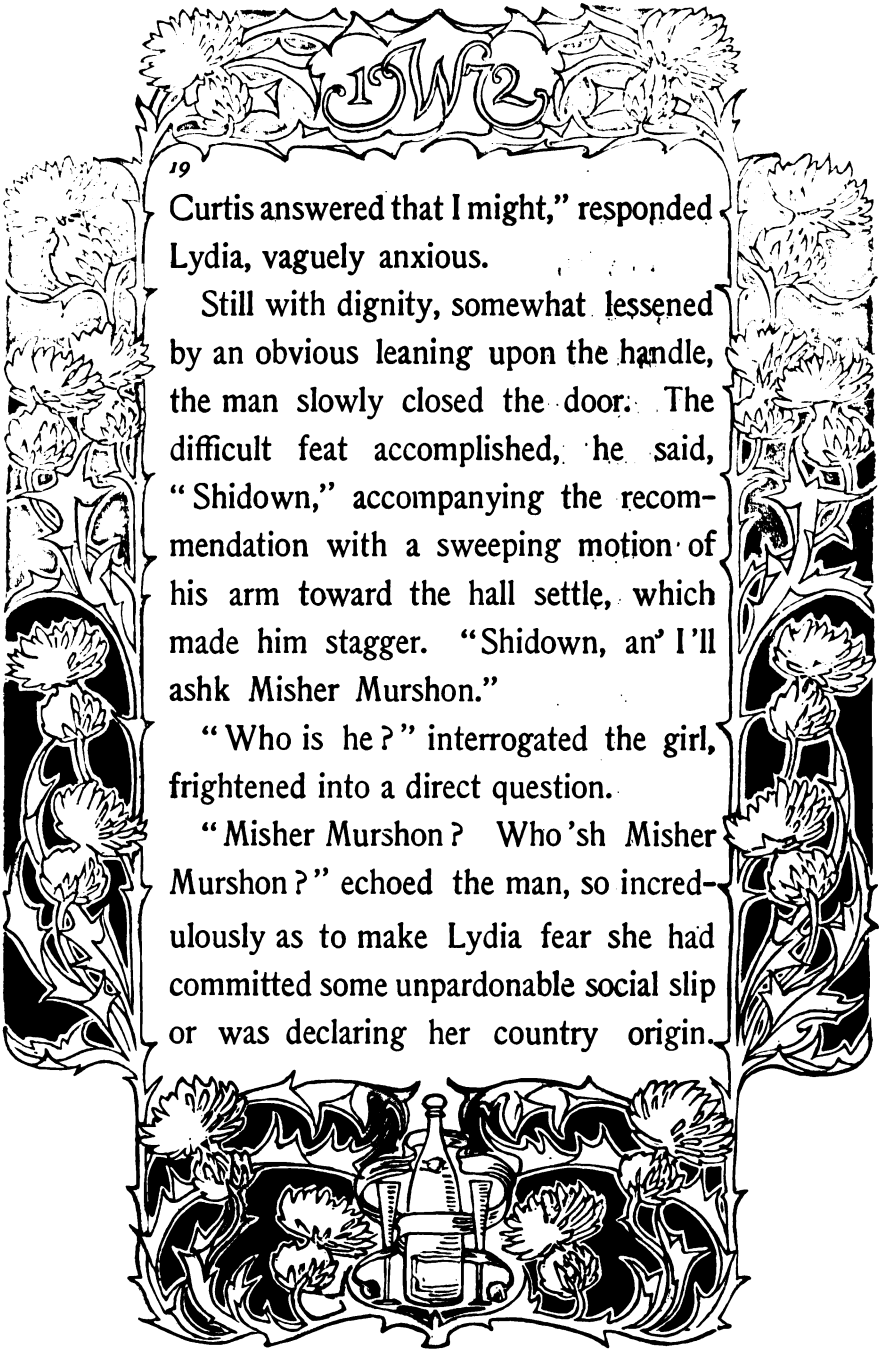 1 W 72
19
Curtis answered that I might,” responded
Lydia, vaguely anxious.
Still with dignity, somewhat lessened
by an obvious leaning upon the handle,
the man slowly closed the door. The
difficult feat accomplished, he said,
“Shidown,” accompanying the recom-
mendation with a sweeping motion of
his arm toward the hall settle, which
made him stagger. “Shidown, an’ I’ll
ashk Misher Murshon.”
“Who is he?” interrogated the girl,
frightened into a direct question.
“Misher Murshon? Who’sh Misher
Murshon?” echoed the man, so incred-
ulously as to make Lydia fear she had
committed some unpardonable social slip
or was declaring her country origin.